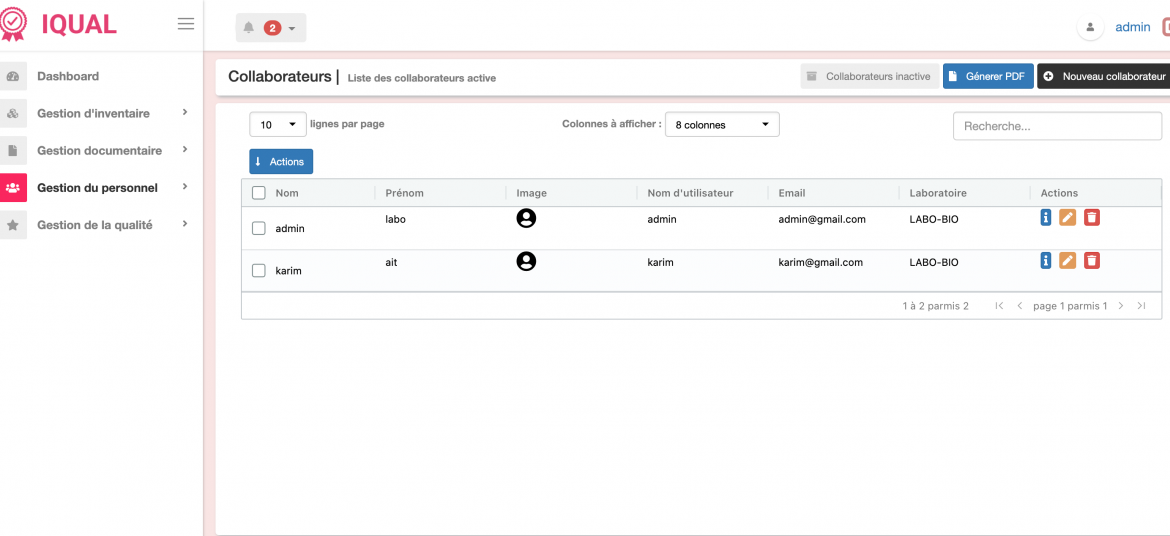 IQUAL
2
admin
Dashboard
Gestion d'inventaire
Gestion documentaire
Gestion du personnel
Gestion de la qualité
Collaborateurs | Liste des collaborateurs active
Collaborateurs inactive
Génerer PDF
Nouveau collaborateur
10 lignes par page
Colonnes à afficher : 8 colonnes
Recherche...
Actions
Nom Prénom Image Nom d'utilisateur Email Laboratoire Actions
admin labo admin admin@gmail.com LABO-BIO
karim ait karim karim@gmail.com LABO-BIO
1 à 2 parmis 2 page 1 parmis 1